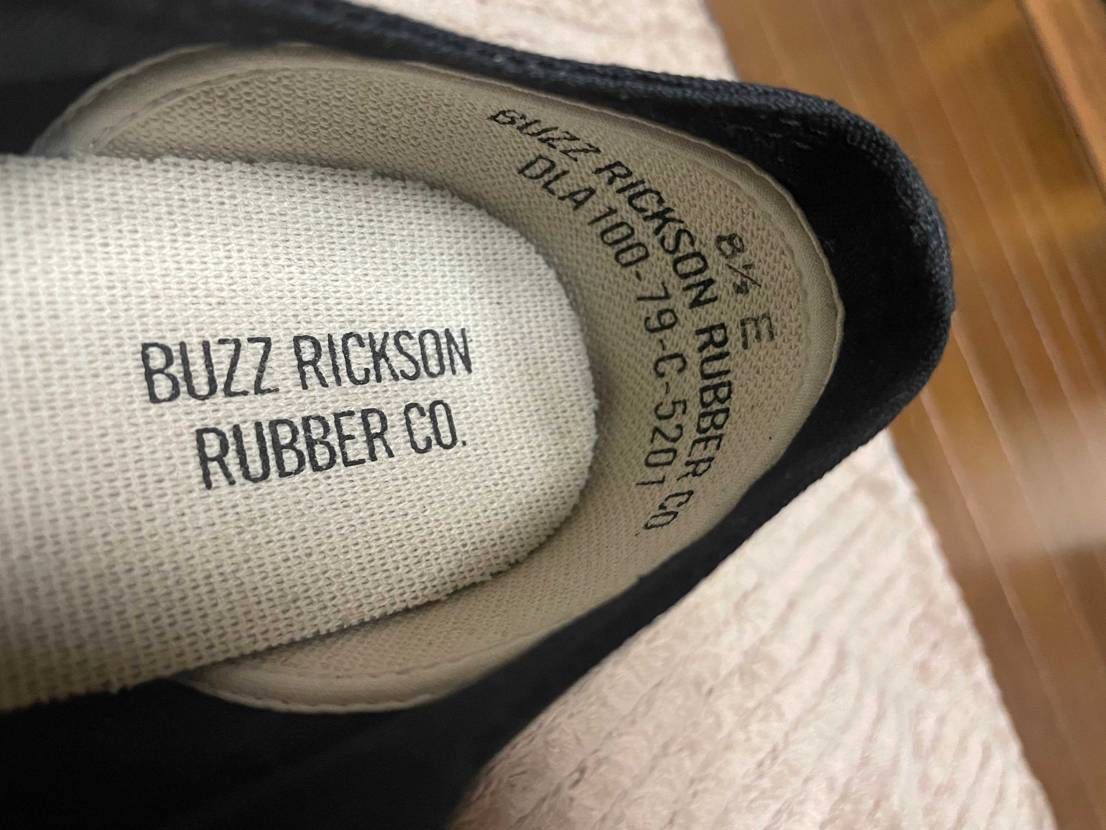 BUZZ RICKSON
RUBBER CO.
8½ E
BUZZ RICKSON RUBBER CO
DLA 100-79-C-5201